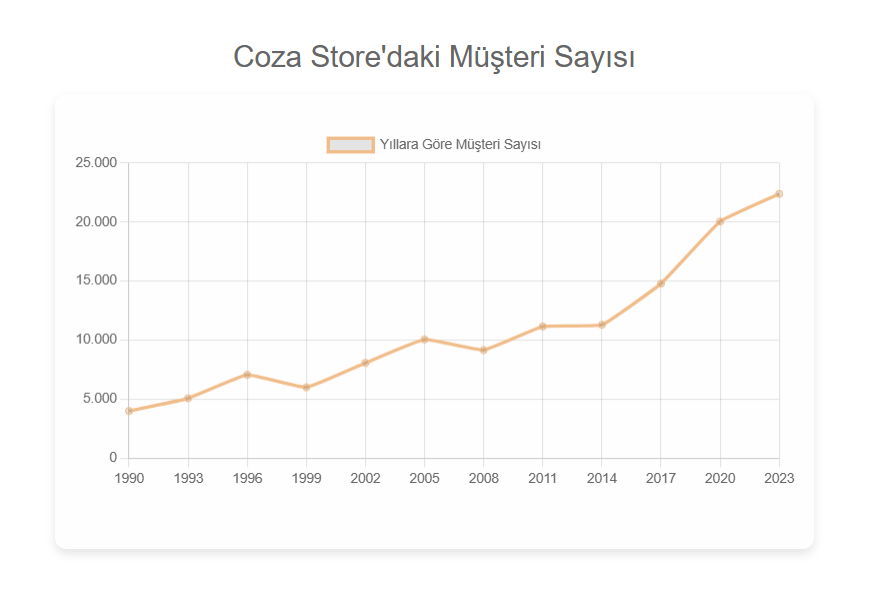 Coza Store'daki Müşteri Sayısı
Yıllara Göre Müşteri Sayısı
25.000
20.000
15.000
10.000
5.000
0
1990 1993 1996 1999 2002 2005 2008 2011 2014 2017 2020 2023